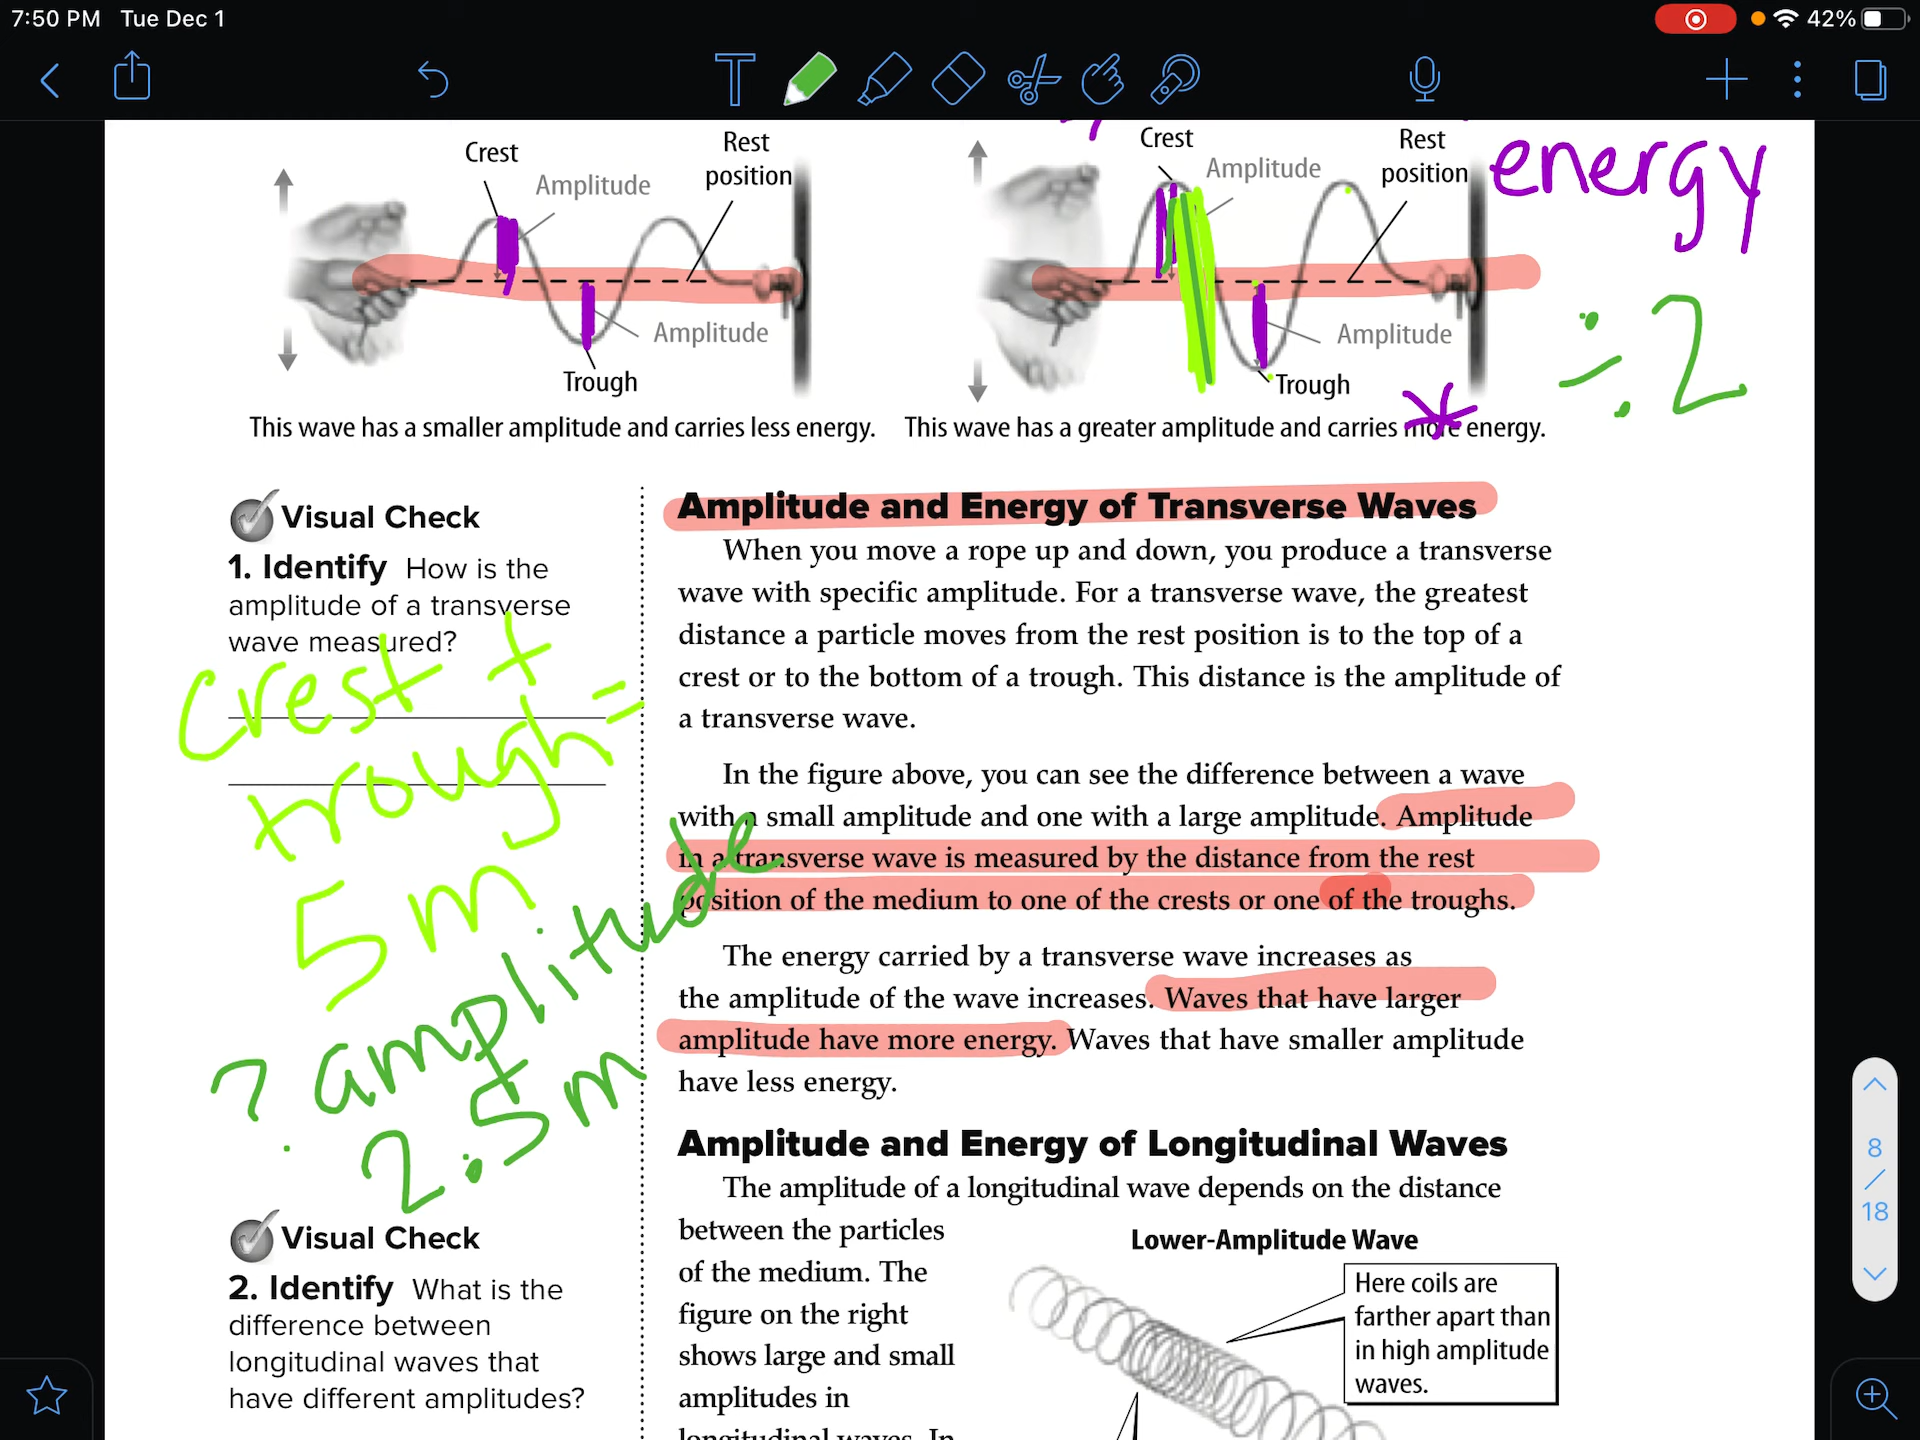 7:50 PM Tue Dec 1
42%
Crest
Amplitude
Rest
position
Amplitude
Trough
This wave has a smaller amplitude and carries less energy.
Crest
Amplitude
Rest
position
energy
Amplitude
Trough
÷2
*
This wave has a greater amplitude and carries more energy.
Visual Check
1. Identify How is the
amplitude of a transverse
wave measured?
Crest +
trough =
5 m
? amplitude
2.5 m
Visual Check
2. Identify What is the
difference between
longitudinal waves that
have different amplitudes?
Amplitude and Energy of Transverse Waves
When you move a rope up and down, you produce a transverse
wave with specific amplitude. For a transverse wave, the greatest
distance a particle moves from the rest position is to the top of a
crest or to the bottom of a trough. This distance is the amplitude of
a transverse wave.
In the figure above, you can see the difference between a wave
with a small amplitude and one with a large amplitude. Amplitude
in a transverse wave is measured by the distance from the rest
position of the medium to one of the crests or one of the troughs.
The energy carried by a transverse wave increases as
the amplitude of the wave increases. Waves that have larger
amplitude have more energy. Waves that have smaller amplitude
have less energy.
Amplitude and Energy of Longitudinal Waves
The amplitude of a longitudinal wave depends on the distance
between the particles
of the medium. The
figure on the right
shows large and small
amplitudes in
longitudinal waves. In
Lower-Amplitude Wave
Here coils are
farther apart than
in high amplitude
waves.
8
/
18